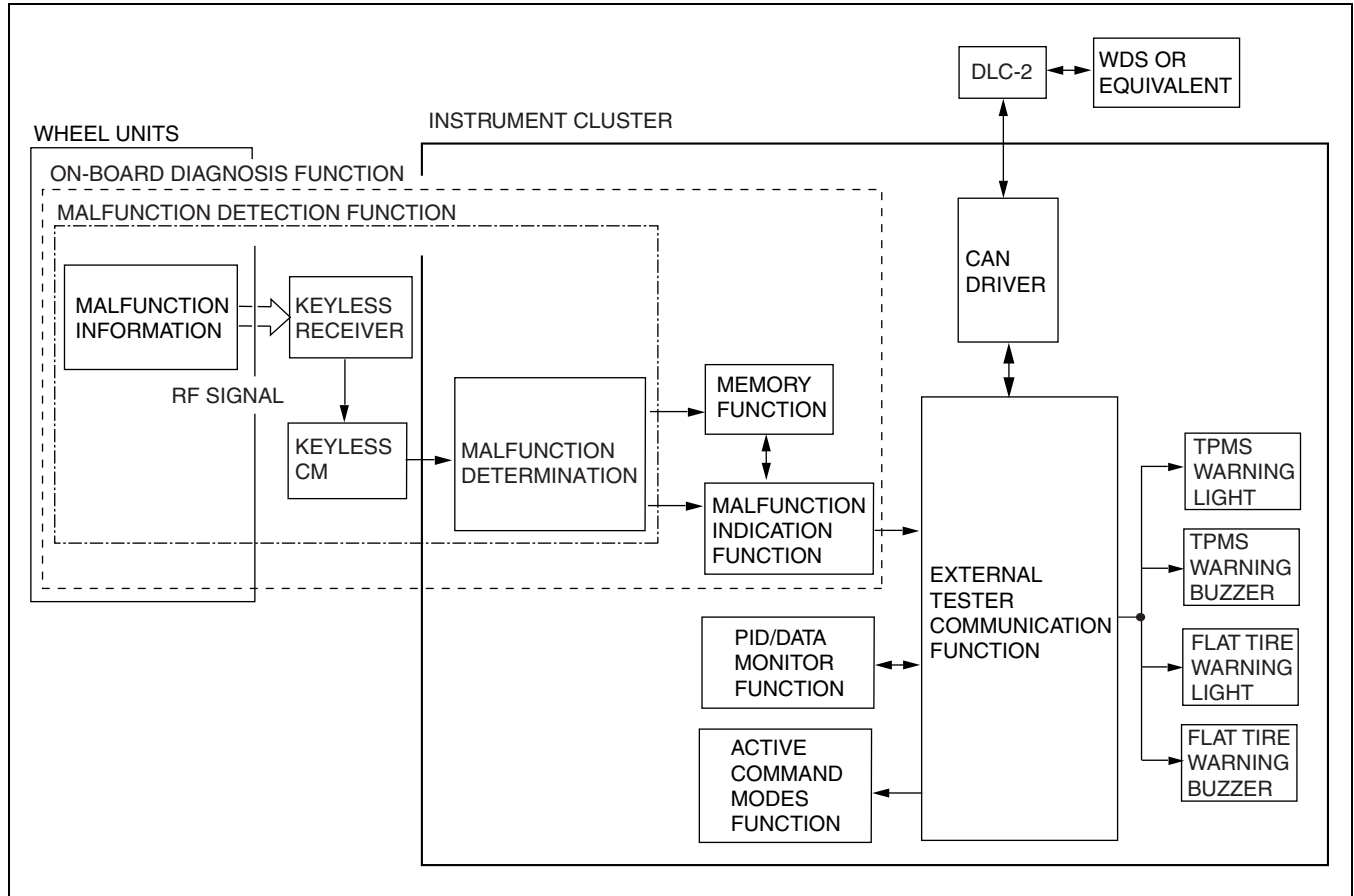 DLC-2
WDS OR
EQUIVALENT
INSTRUMENT CLUSTER
WHEEL UNITS
ON-BOARD DIAGNOSIS FUNCTION
MALFUNCTION DETECTION FUNCTION
MALFUNCTION
INFORMATION
KEYLESS
RECEIVER
RF SIGNAL
KEYLESS
CM
MALFUNCTION
DETERMINATION
MEMORY
FUNCTION
MALFUNCTION
INDICATION
FUNCTION
CAN
DRIVER
EXTERNAL
TESTER
COMMUNICATION
FUNCTION
PID/DATA
MONITOR
FUNCTION
ACTIVE
COMMAND
MODES
FUNCTION
TPMS
WARNING
LIGHT
TPMS
WARNING
BUZZER
FLAT TIRE
WARNING
LIGHT
FLAT TIRE
WARNING
BUZZER